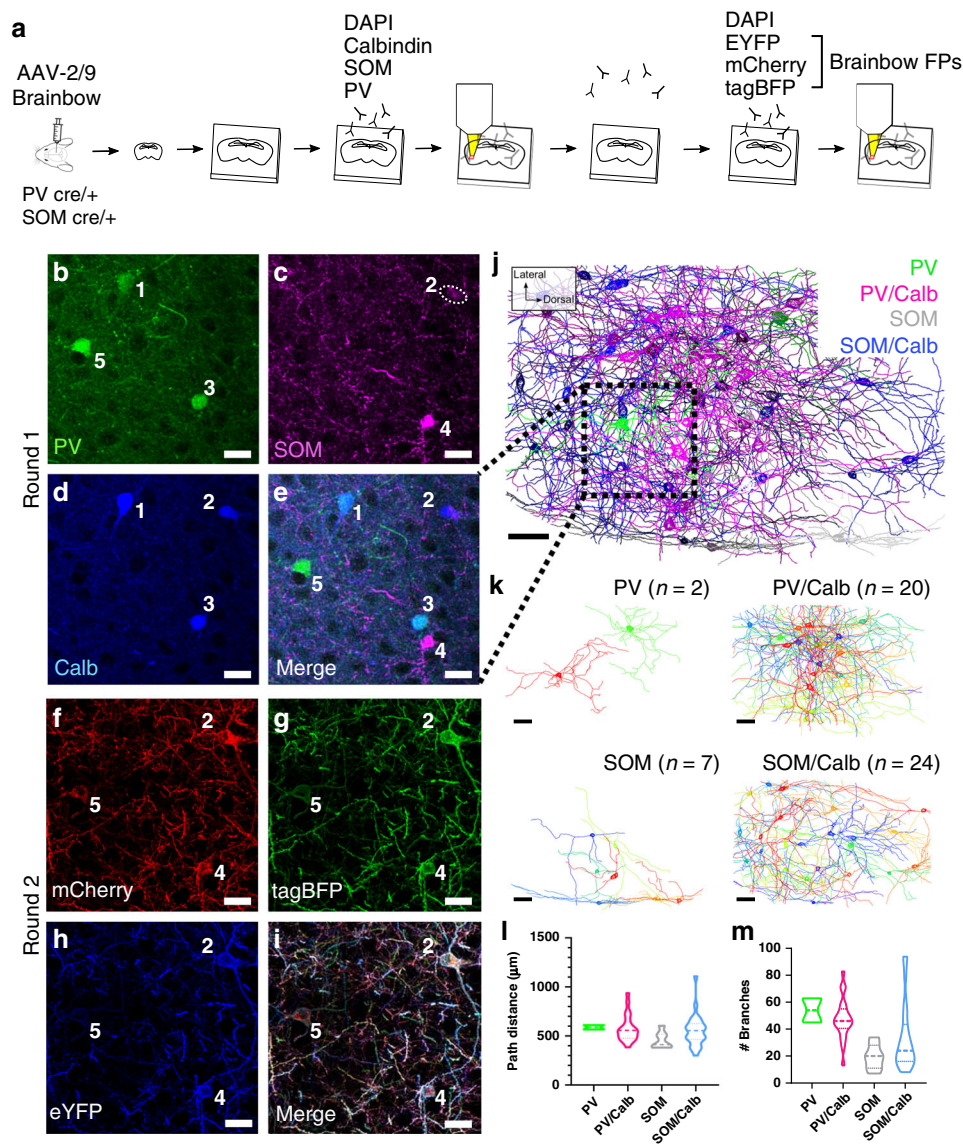 a
AAV-2/9
Brainbow
PV cre/+
SOM cre/+
DAPI
Calbindin
SOM
PV
DAPI
EYFP
mCherry
tagBFP
Brainbow FPs
Round 1
b
1
5
3
PV
c
2
4
SOM
d
1
2
3
Calb
e
1
2
5
3
4
Merge
j
Lateral
Dorsal
PV
PV/Calb
SOM
SOM/Calb
k
PV (n = 2)
PV/Calb (n = 20)
SOM (n = 7)
SOM/Calb (n = 24)
Round 2
f
2
5
4
mCherry
g
2
5
4
tagBFP
h
2
5
4
eYFP
i
2
5
4
Merge
l
Path distance (µm)
1500
1000
500
0
PV
PV/Calb
SOM
SOM/Calb
m
# Branches
100
80
60
40
20
0
PV
PV/Calb
SOM
SOM/Calb